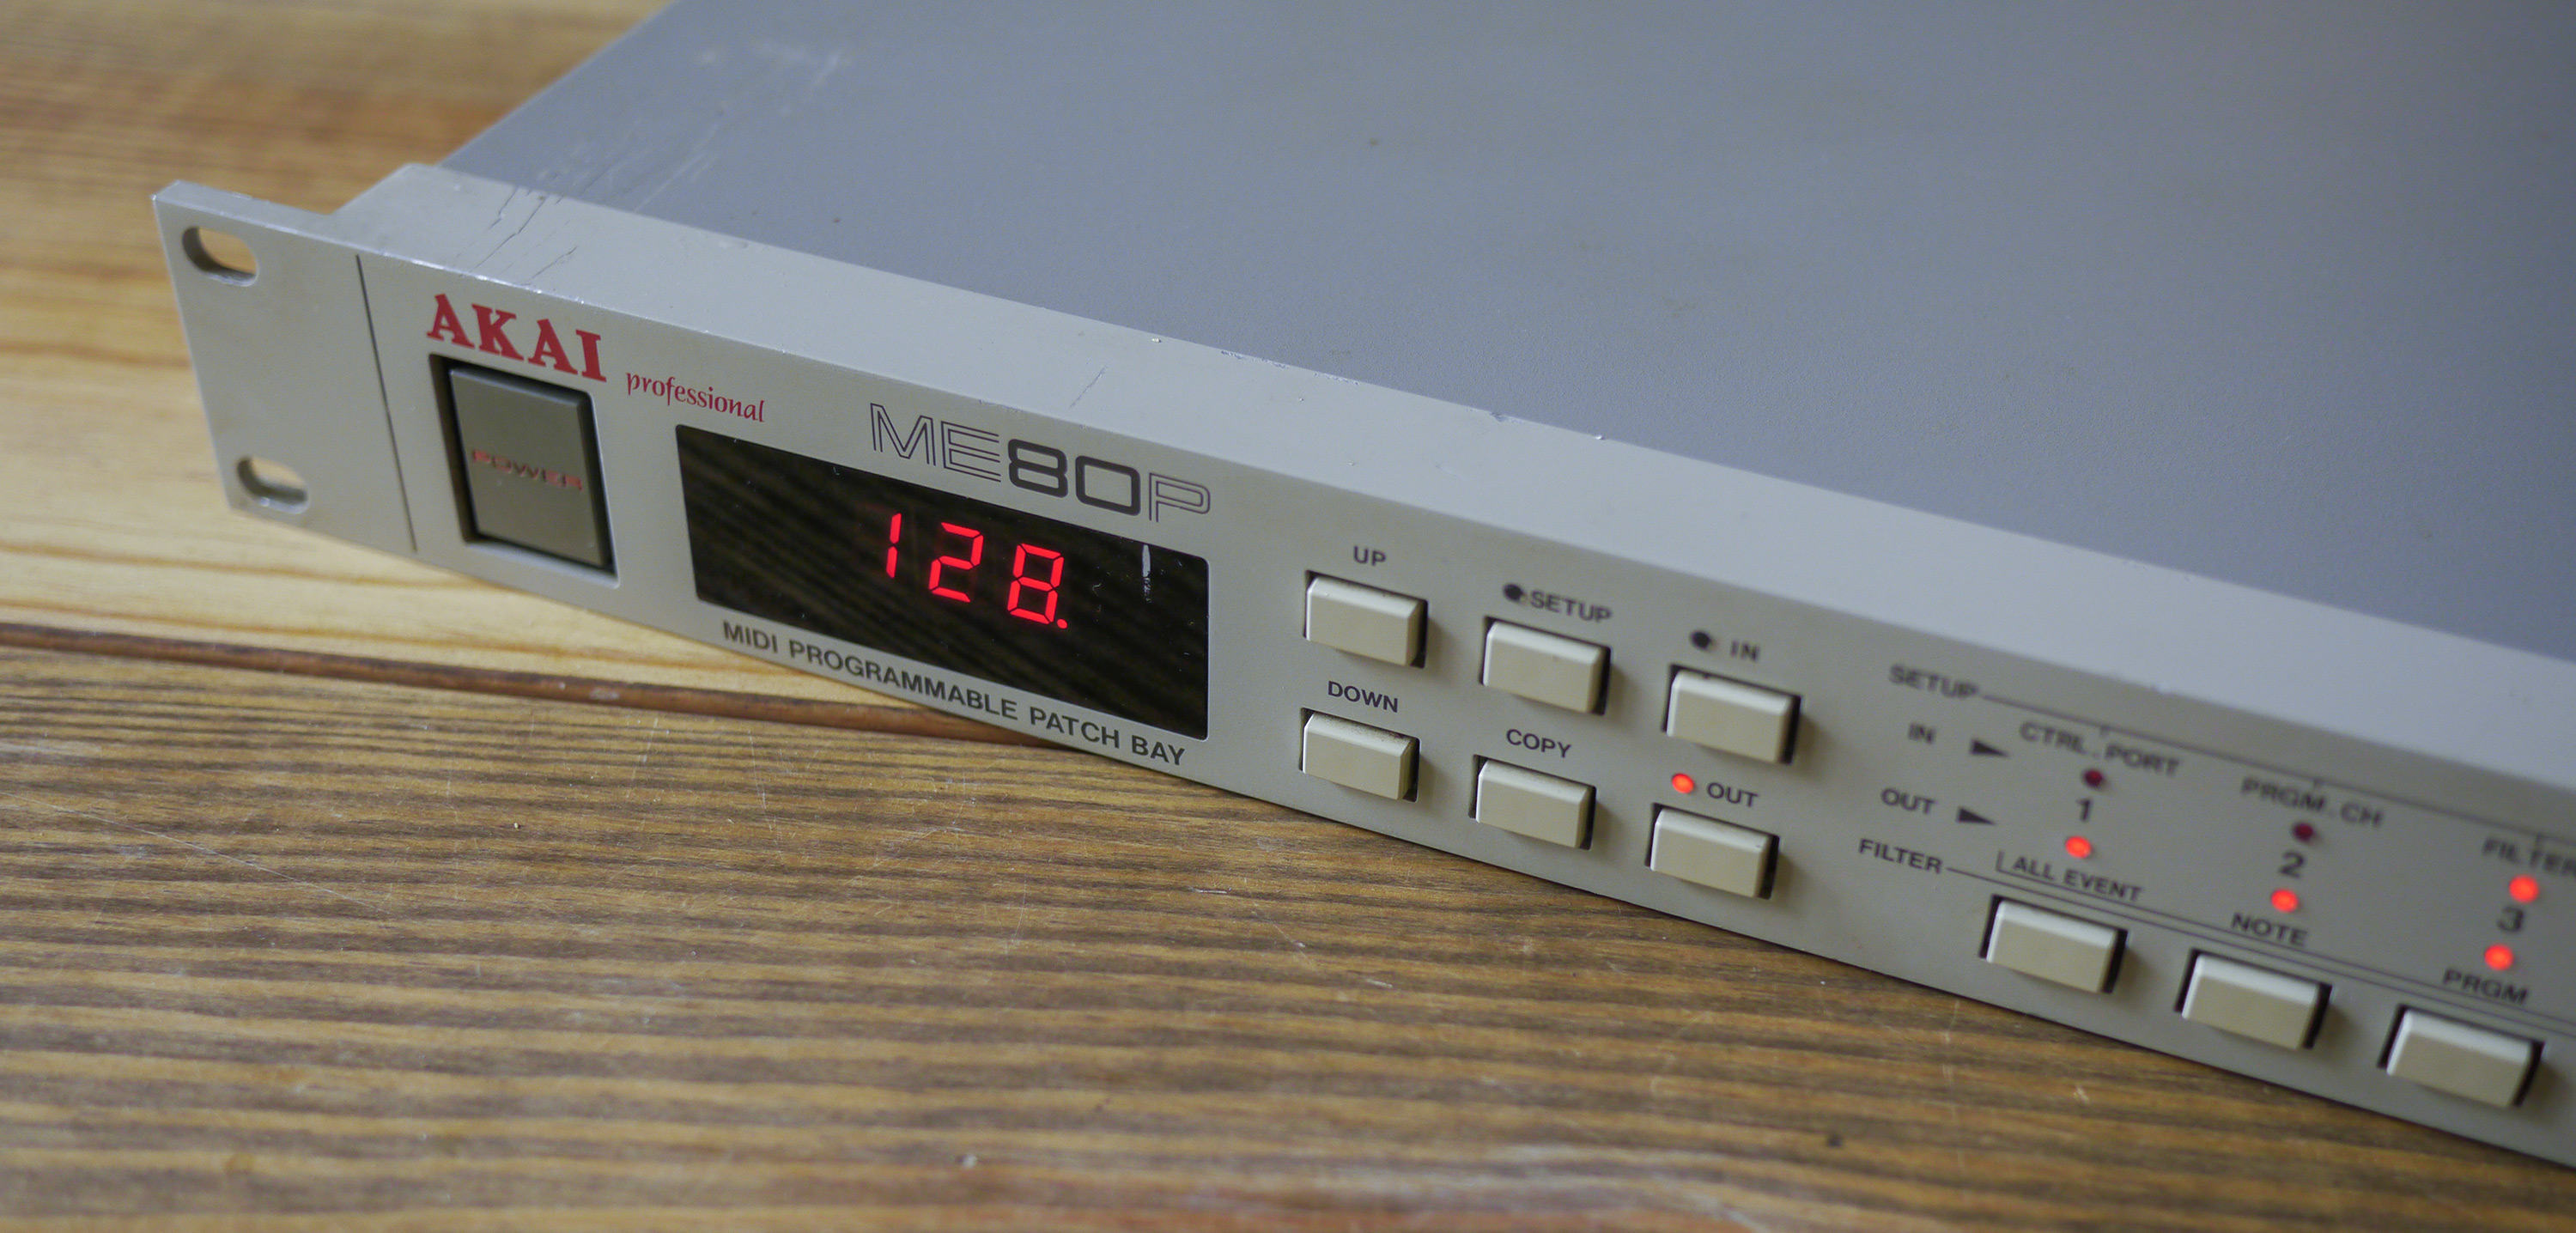 AKAI professional
POWER
ME80P
128.
MIDI PROGRAMMABLE PATCH BAY
UP
DOWN
SETUP
COPY
IN
OUT
SETUP
IN
OUT
FILTER
CTRL.PORT
1
ALL EVENT
PRGM.CH
2
NOTE
FILTER
3
PRGM